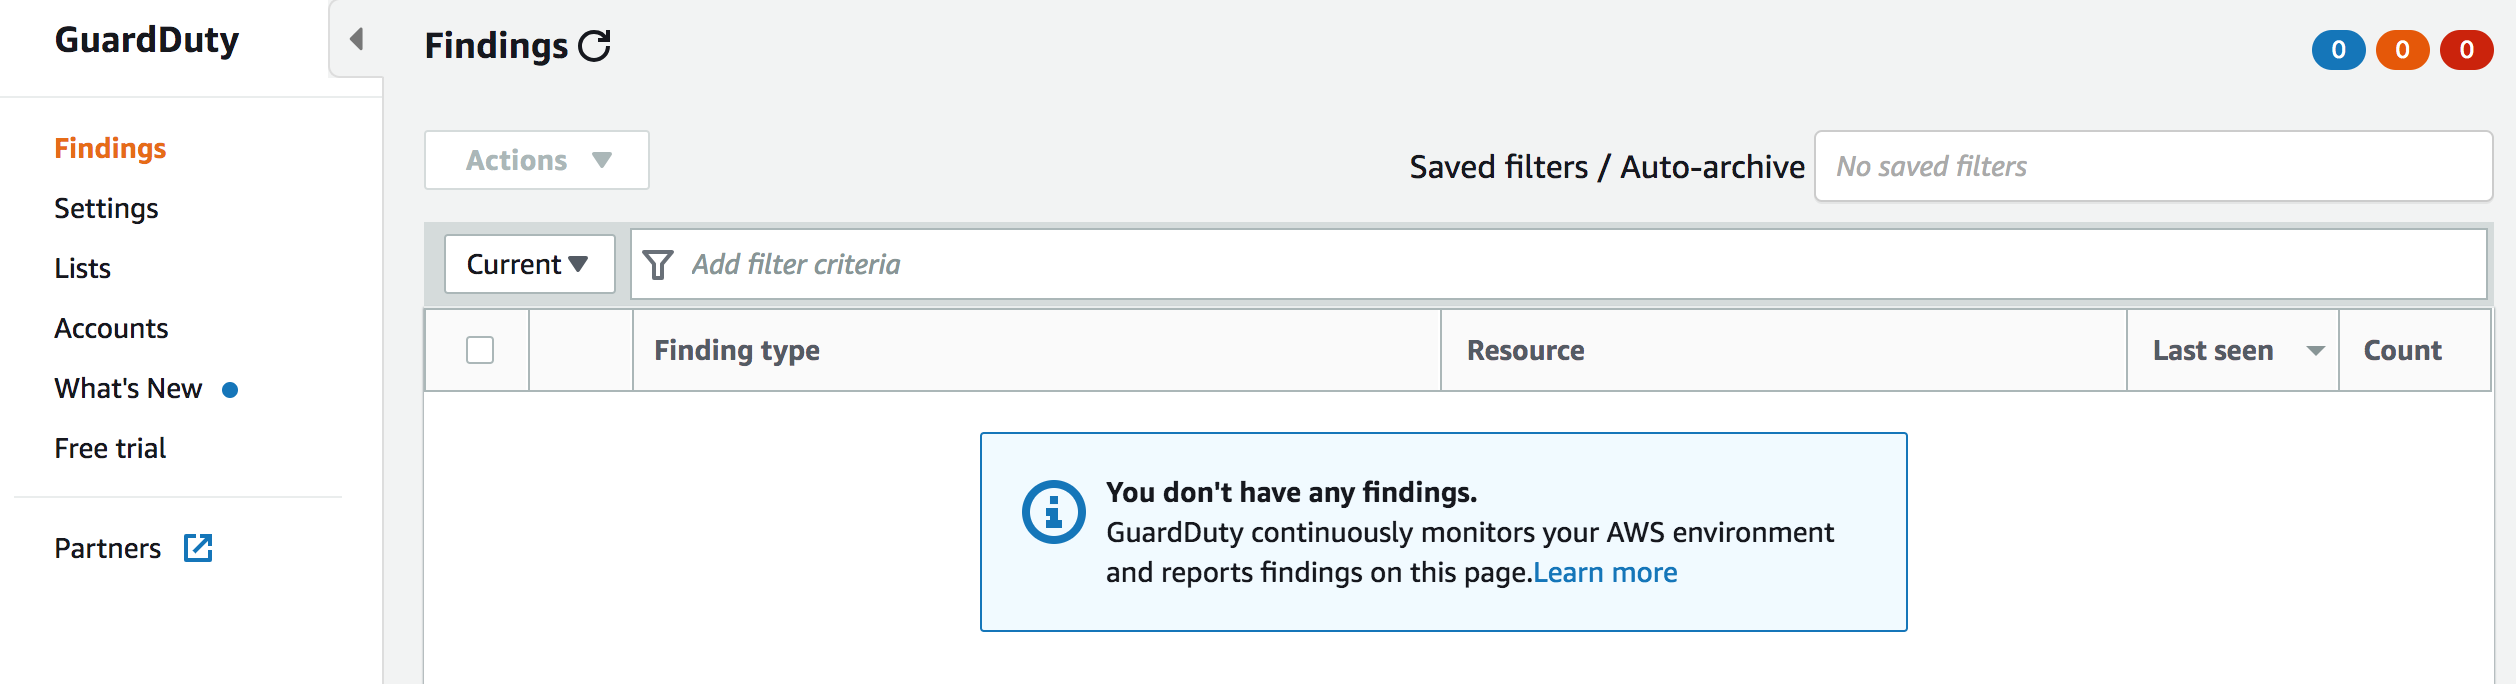 GuardDuty
Findings
0 0 0
Findings
Settings
Lists
Accounts
What's New
Free trial
Partners
Actions
Saved filters / Auto-archive No saved filters
Current Add filter criteria
Finding type Resource Last seen Count
You don't have any findings.
GuardDuty continuously monitors your AWS environment
and reports findings on this page.Learn more